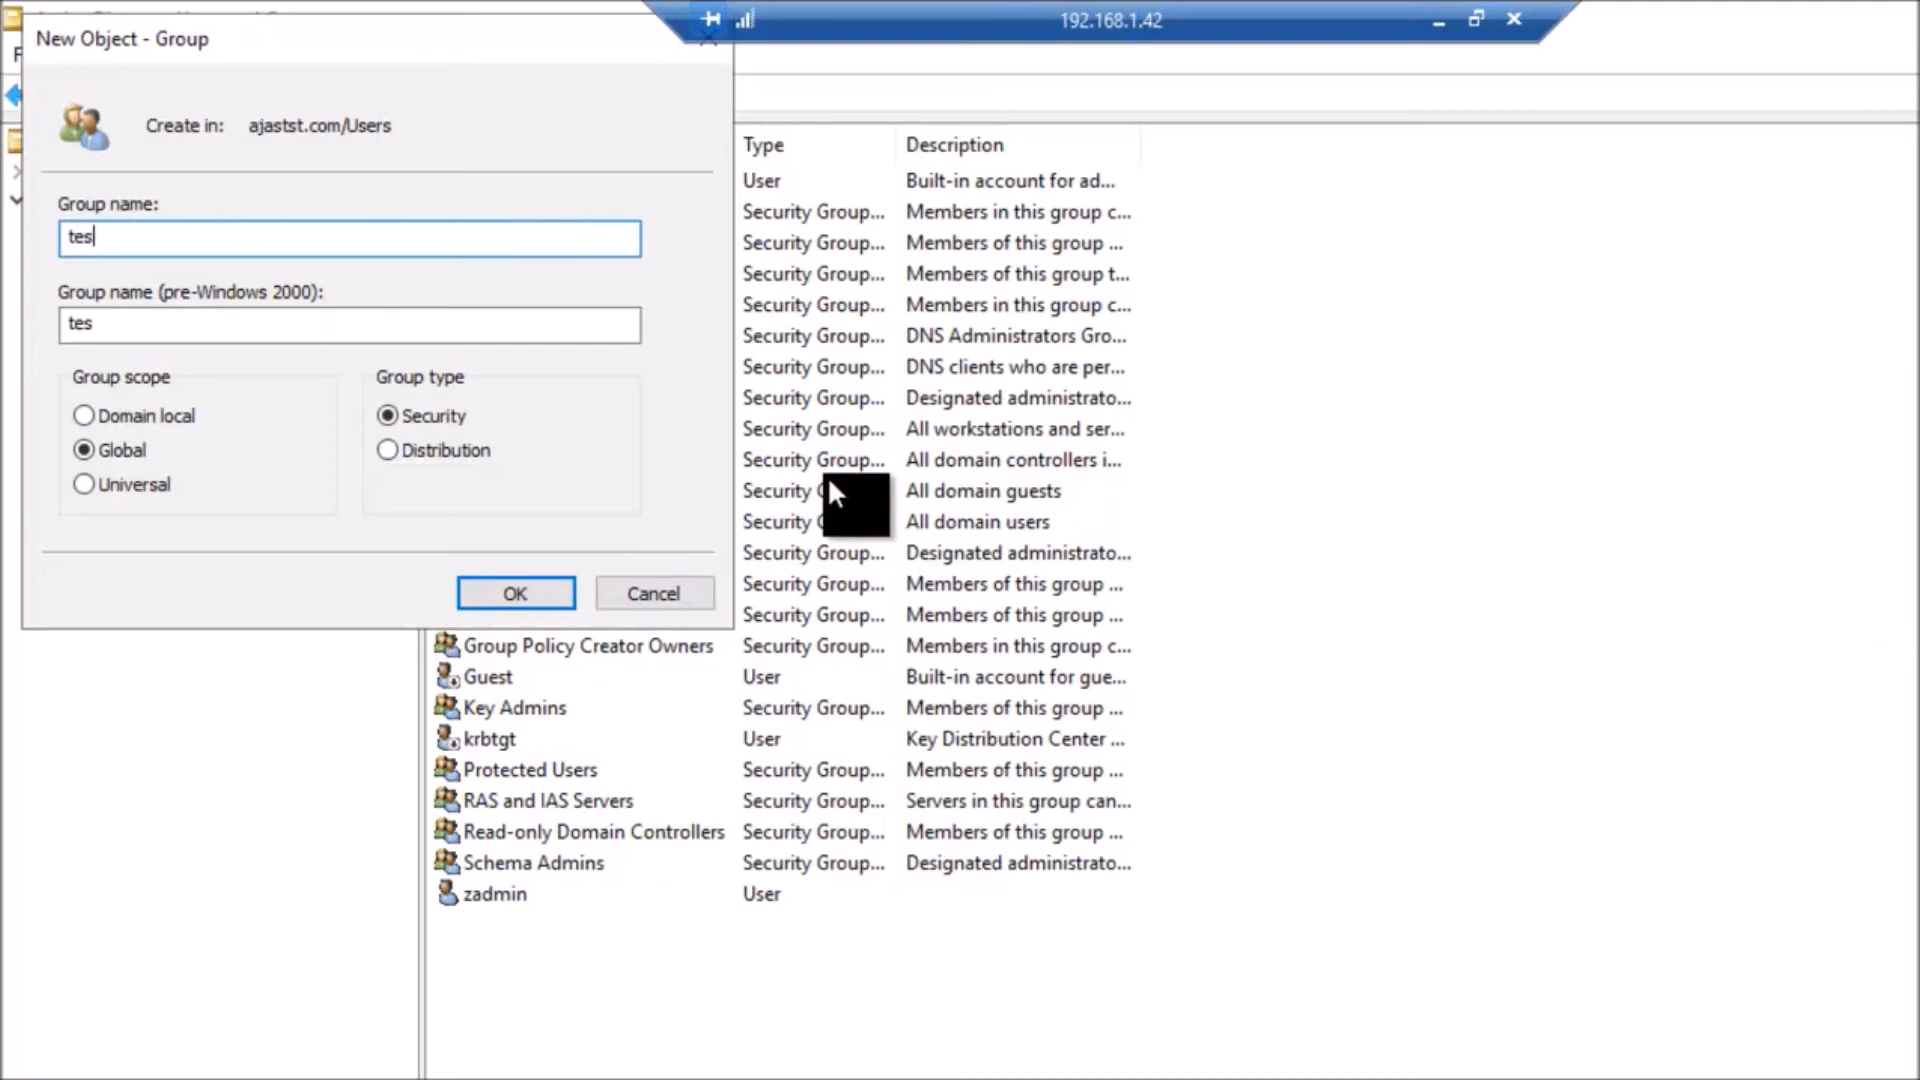 192.168.1.42
New Object - Group
Create in: ajastst.com/Users
Group name:
tes
Group name (pre-Windows 2000):
tes
Group scope
Domain local
Global
Universal
Group type
Security
Distribution
OK Cancel
Type Description
User Built-in account for ad...
Security Group... Members in this group c...
Security Group... Members of this group ...
Security Group... Members of this group t...
Security Group... Members in this group c...
Security Group... DNS Administrators Gro...
Security Group... DNS clients who are per...
Security Group... Designated administrato...
Security Group... All workstations and ser...
Security Group... All domain controllers i...
Security All domain guests
Security All domain users
Security Group... Designated administrato...
Security Group... Members of this group ...
Security Group... Members of this group ...
Group Policy Creator Owners Security Group... Members in this group c...
Guest User Built-in account for gue...
Key Admins Security Group... Members of this group ...
krbtgt User Key Distribution Center ...
Protected Users Security Group... Members of this group ...
RAS and IAS Servers Security Group... Servers in this group can...
Read-only Domain Controllers Security Group... Members of this group ...
Schema Admins Security Group... Designated administrato...
zadmin User